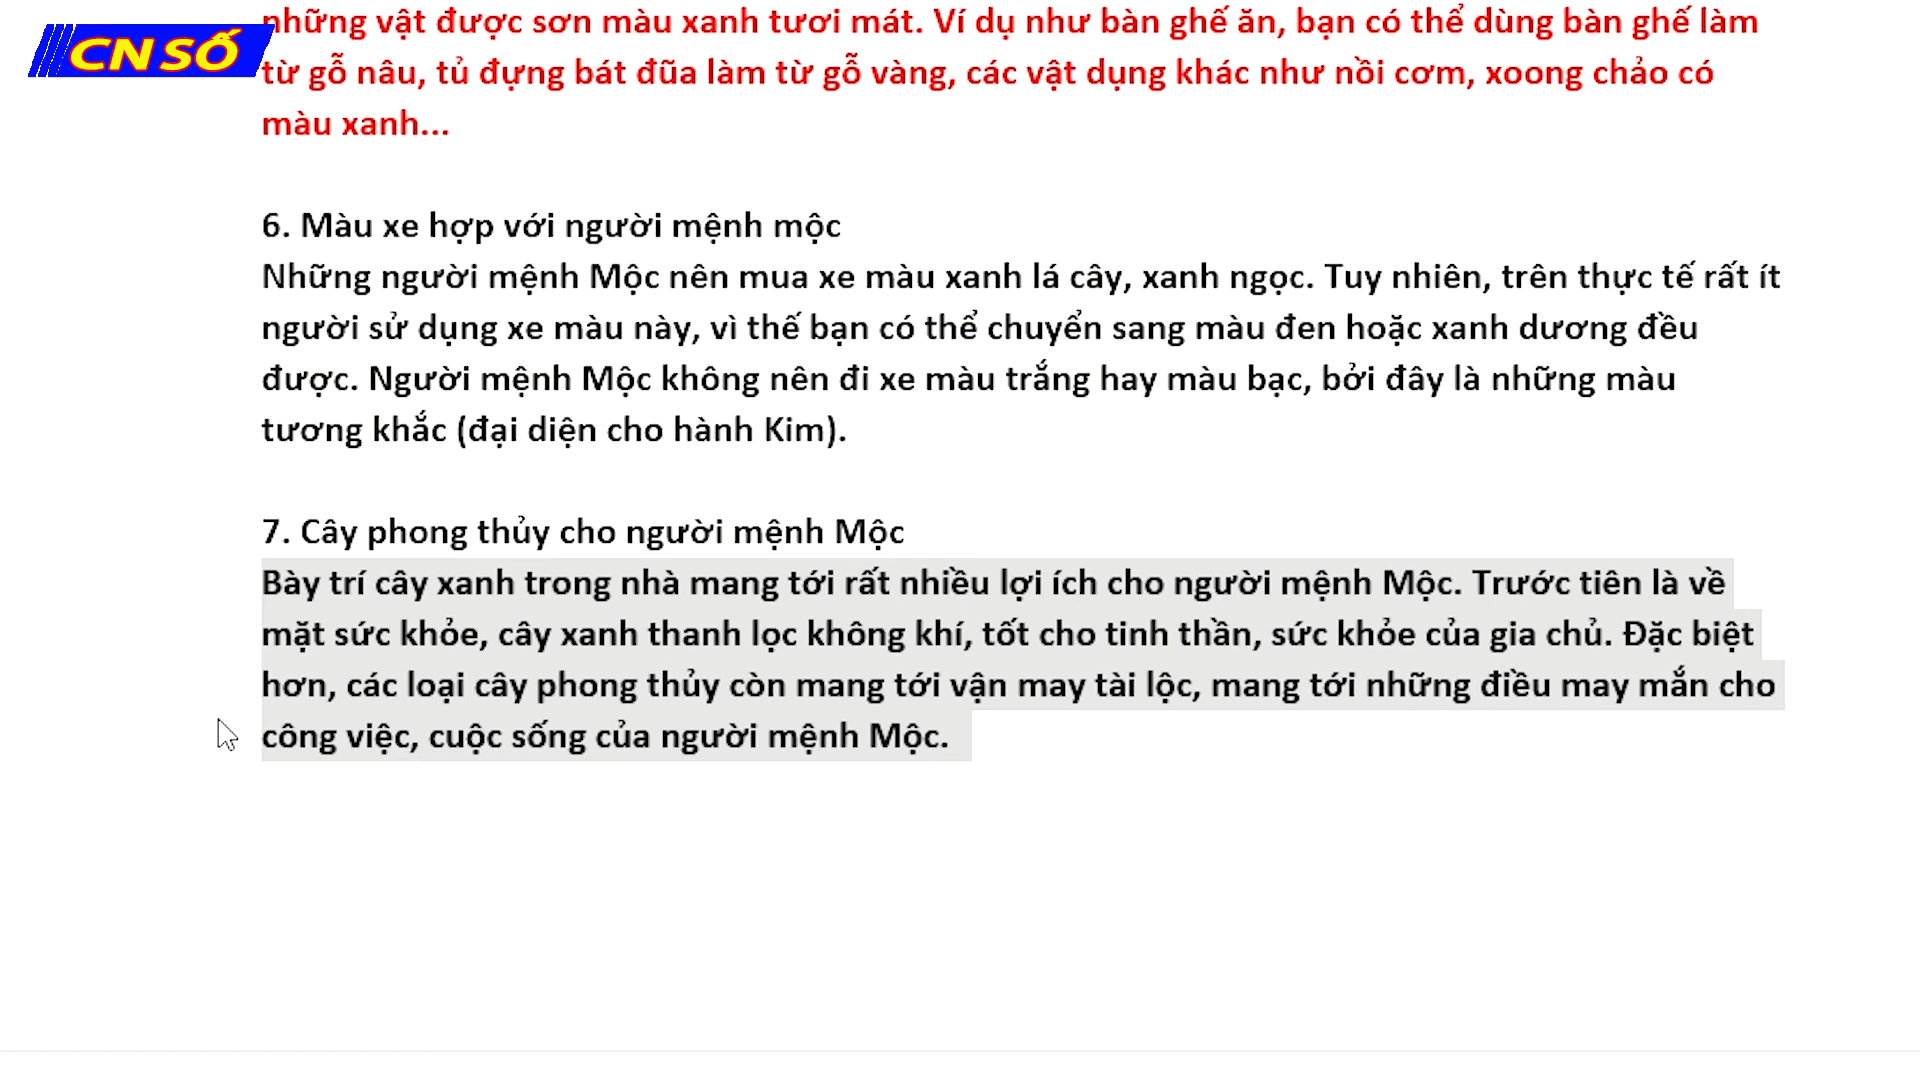 CN SỐ
những vật được sơn màu xanh tươi mát. Ví dụ như bàn ghế ăn, bạn có thể dùng bàn ghế làm
từ gỗ nâu, tủ đựng bát đũa làm từ gỗ vàng, các vật dụng khác như nồi cơm, xoong chảo có
màu xanh...
6. Màu xe hợp với người mệnh mộc
Những người mệnh Mộc nên mua xe màu xanh lá cây, xanh ngọc. Tuy nhiên, trên thực tế rất ít
người sử dụng xe màu này, vì thế bạn có thể chuyển sang màu đen hoặc xanh dương đều
được. Người mệnh Mộc không nên đi xe màu trắng hay màu bạc, bởi đây là những màu
tương khắc (đại diện cho hành Kim).
7. Cây phong thủy cho người mệnh Mộc
Bày trí cây xanh trong nhà mang tới rất nhiều lợi ích cho người mệnh Mộc. Trước tiên là về
mặt sức khỏe, cây xanh thanh lọc không khí, tốt cho tinh thần, sức khỏe của gia chủ. Đặc biệt
hơn, các loại cây phong thủy còn mang tới vận may tài lộc, mang tới những điều may mắn cho
công việc, cuộc sống của người mệnh Mộc.